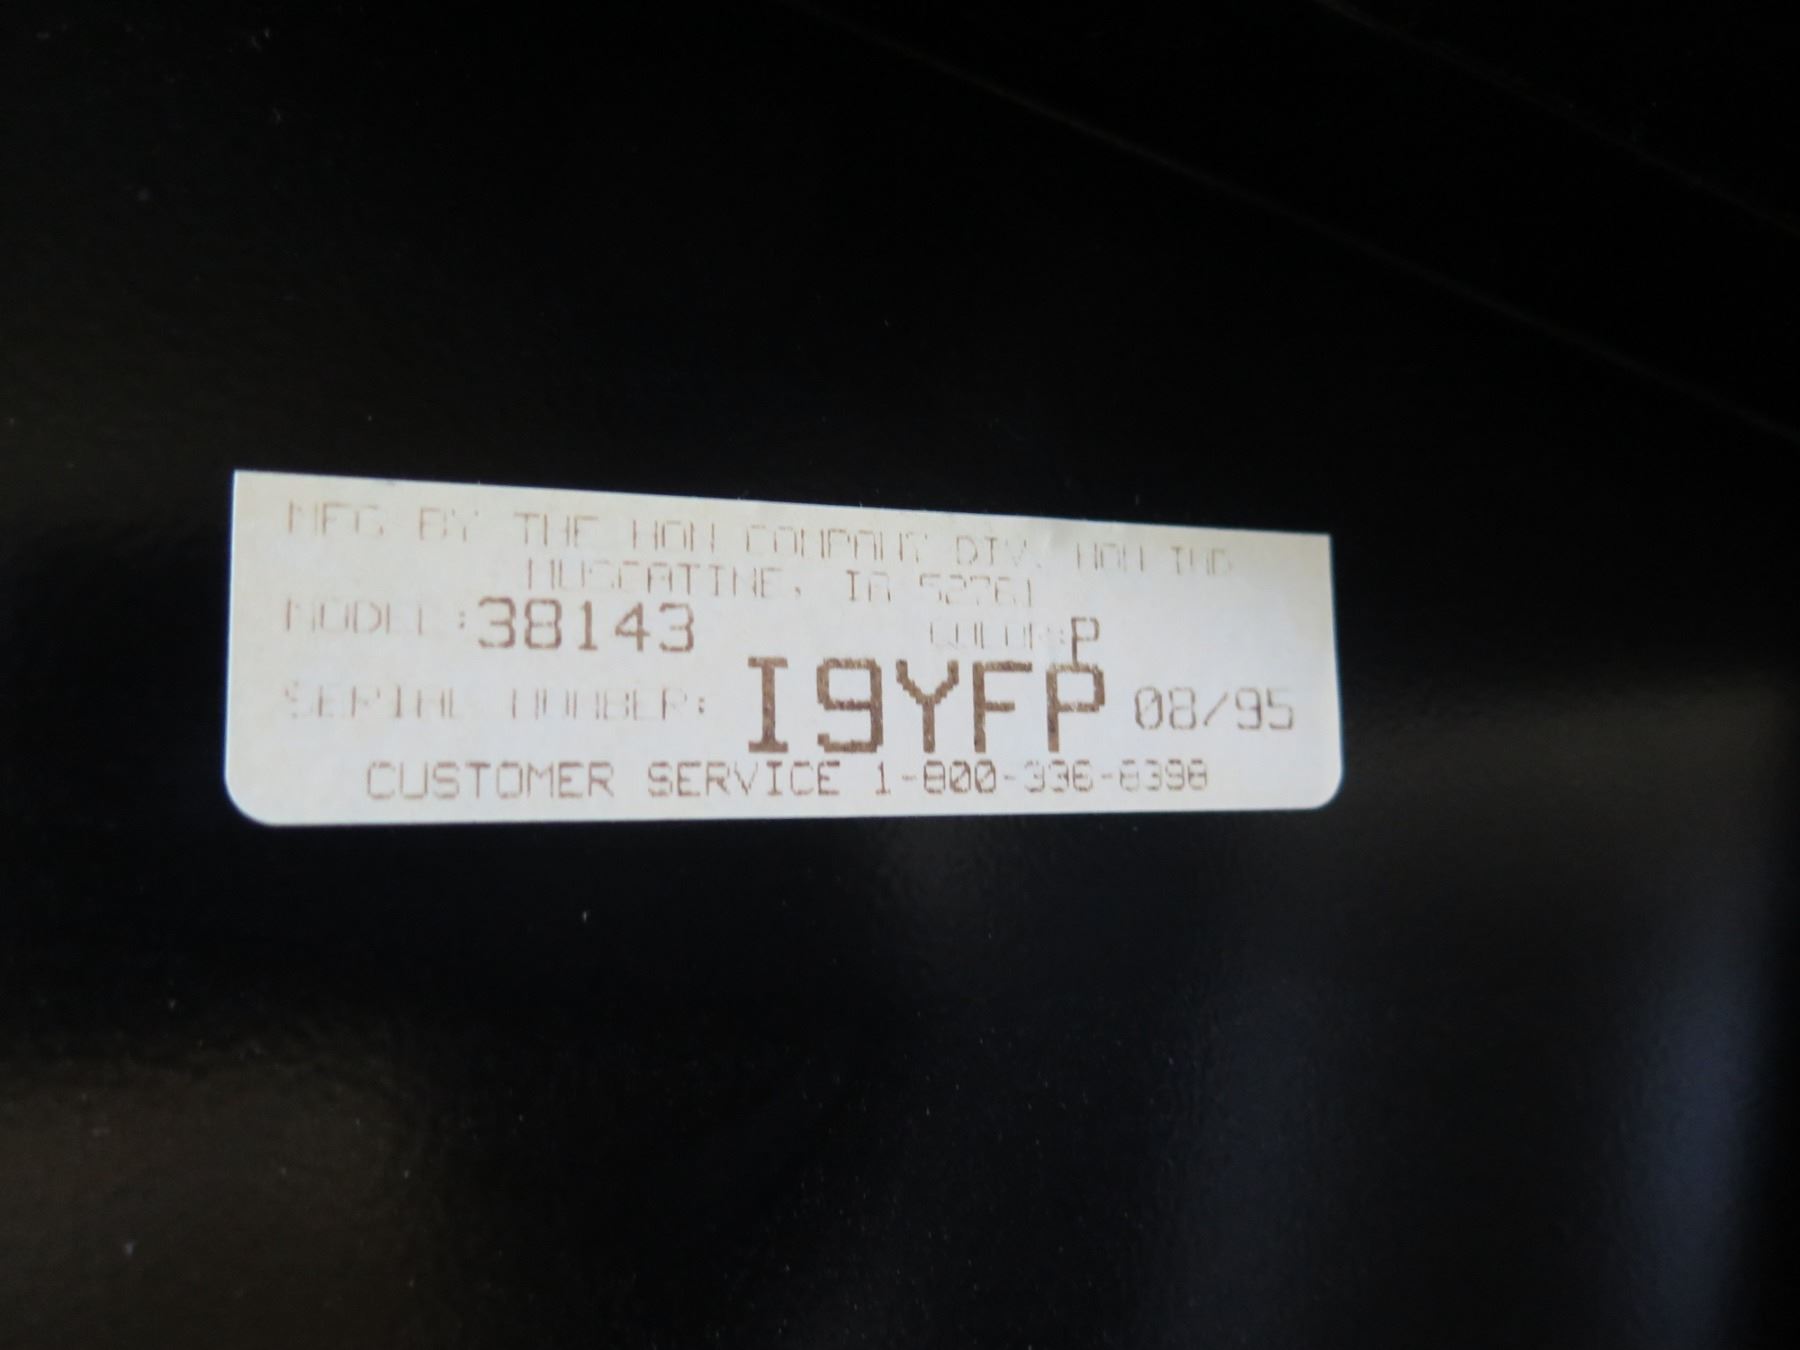 MFG BY THE HON COMPANY DIV. HON IND
MUSCATINE, IA 52761
MODEL:38143 COLOR:P
SERIAL NUMBER: I9YFP 08/95
CUSTOMER SERVICE 1-800-336-8398